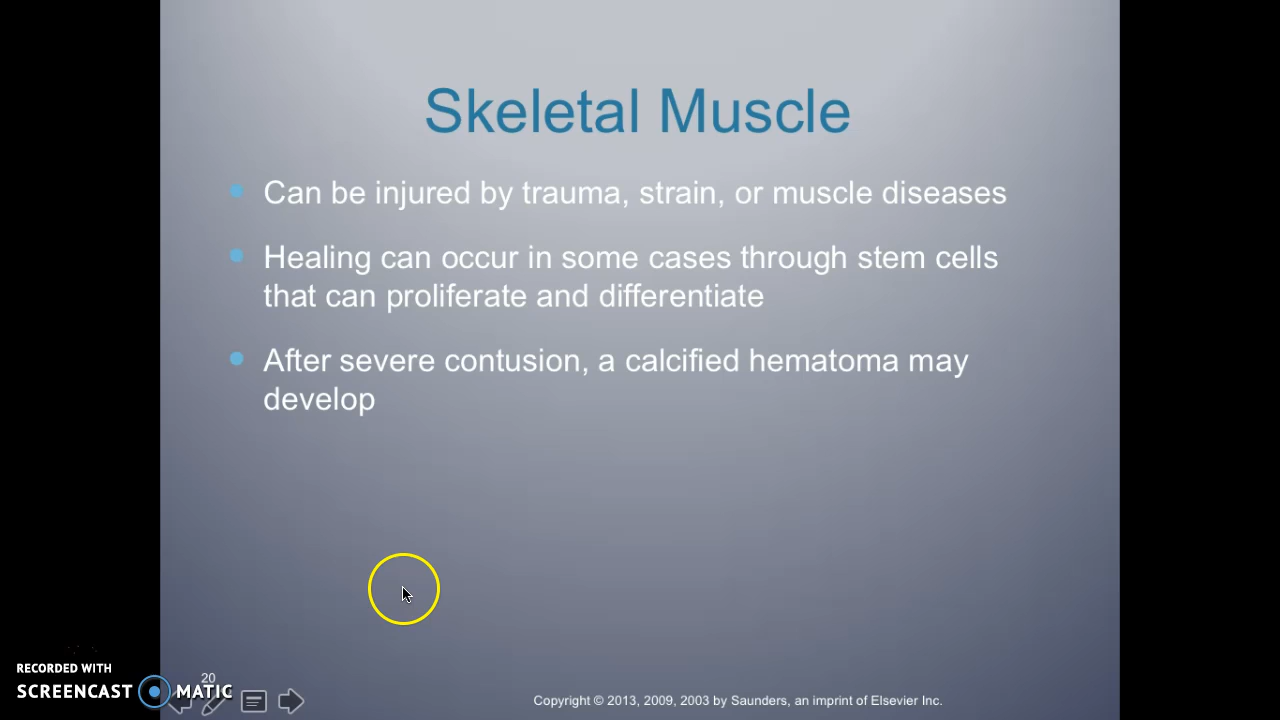 Skeletal Muscle
Can be injured by trauma, strain, or muscle diseases
Healing can occur in some cases through stem cells
that can proliferate and differentiate
After severe contusion, a calcified hematoma may
develop
RECORDED WITH
SCREENCAST MATIC
20
Copyright © 2013, 2009, 2003 by Saunders, an imprint of Elsevier Inc.